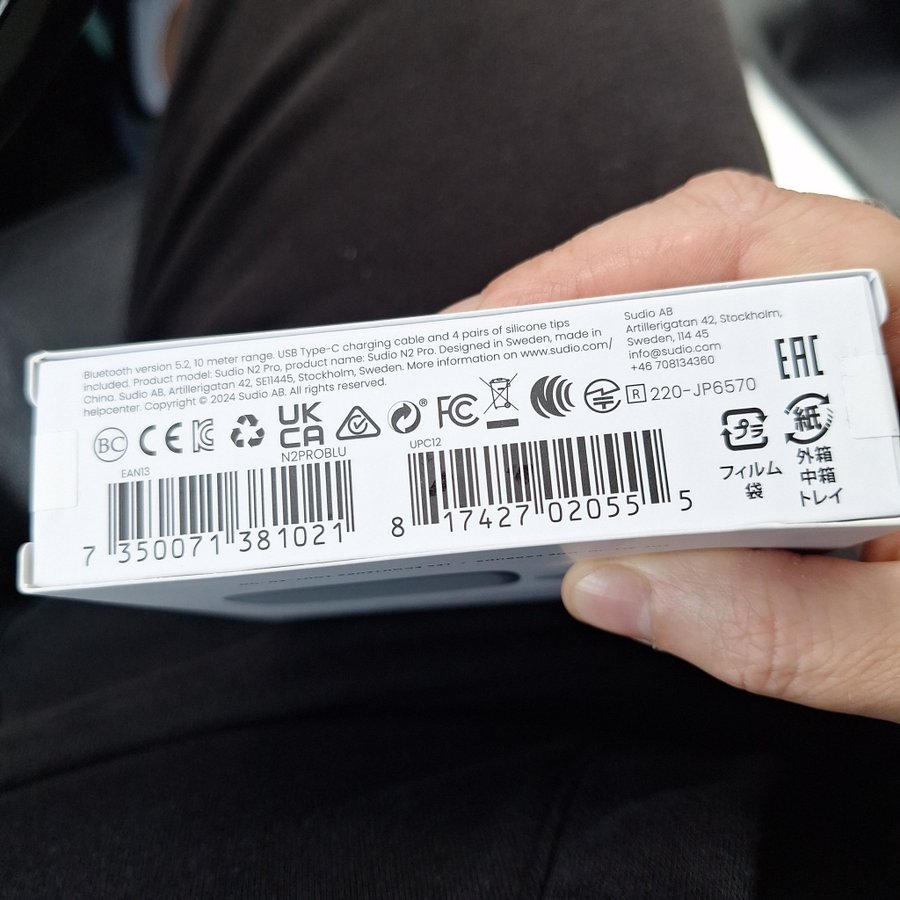 Bluetooth version 5.2, 10 meter range. USB Type-C charging cable and 4 pairs of silicone tips
included. Product model: Sudio N2 Pro, product name: Sudio N2 Pro. Designed in Sweden, made in
China. Sudio AB, Artillerigatan 42, SE11445, Stockholm, Sweden. More information on www.sudio.com/
helpcenter. Copyright © 2024 Sudio AB. All rights reserved.
Sudio AB
Artillerigatan 42, Stockholm,
Sweden, 114 45
info@sudio.com
+46 708134360
EAC
BC CE UK CA ® FC R 220-JP6570
EAN13
N2PROBLU
7 350071 381021
UPC12
8 17427 02055 5
プラ
フィルム
袋
紙
外箱
中箱
トレイ